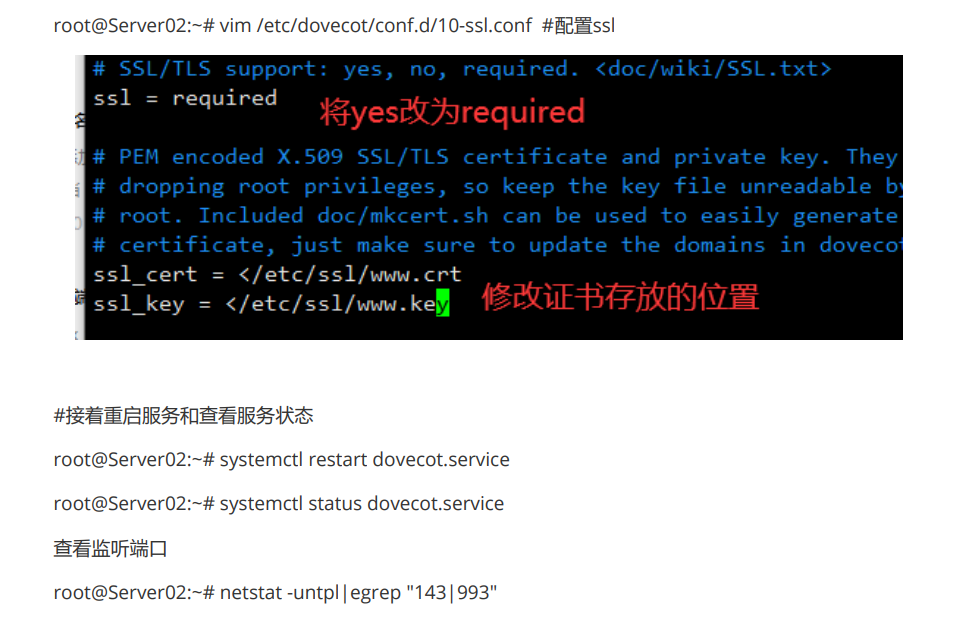 root@Server02:~# vim /etc/dovecot/conf.d/10-ssl.conf  #配置ssl
# SSL/TLS support: yes, no, required. <doc/wiki/SSL.txt>
ssl = required
将yes改为required
# PEM encoded X.509 SSL/TLS certificate and private key. They
# dropping root privileges, so keep the key file unreadable by
# root. Included doc/mkcert.sh can be used to easily generate
# certificate, just make sure to update the domains in dovecot
ssl_cert = </etc/ssl/www.crt
ssl_key = </etc/ssl/www.key
修改证书存放的位置
#接着重启服务和查看服务状态
root@Server02:~# systemctl restart dovecot.service
root@Server02:~# systemctl status dovecot.service
查看监听端口
root@Server02:~# netstat -untpl|egrep "143|993"